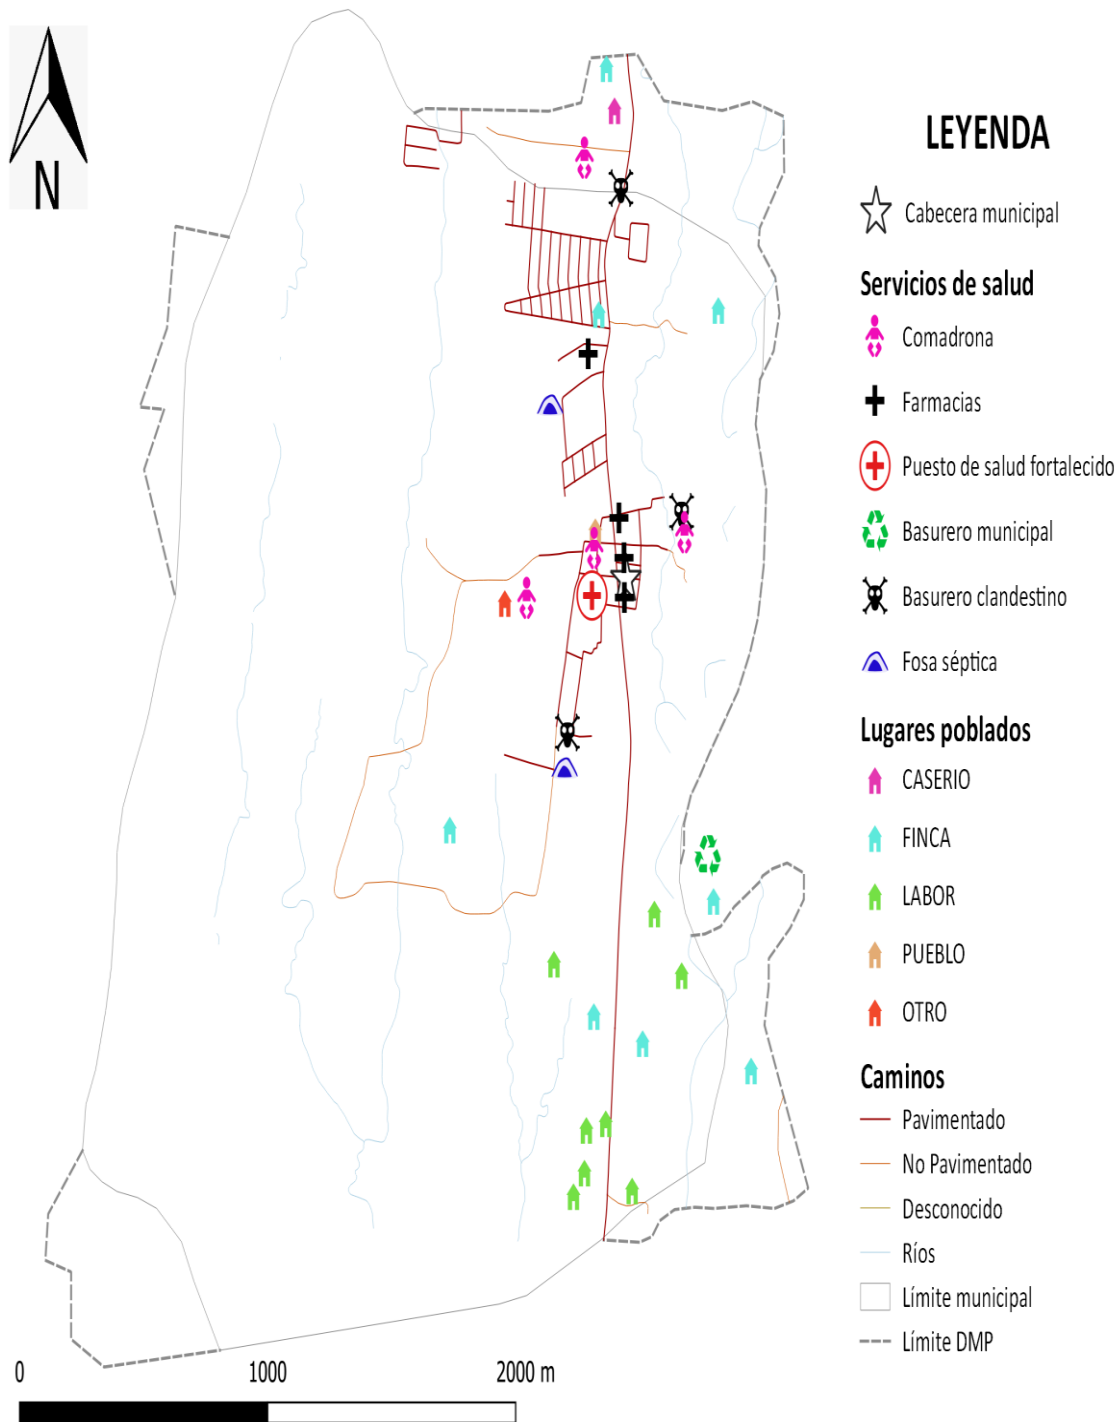 N
LEYENDA
Cabecera municipal
Servicios de salud
Comadrona
Farmacias
Puesto de salud fortalecido
Basurero municipal
Basurero clandestino
Fosa séptica
Lugares poblados
CASERIO
FINCA
LABOR
PUEBLO
OTRO
Caminos
Pavimentado
No Pavimentado
Desconocido
Ríos
Límite municipal
Límite DMP
0 1000 2000 m